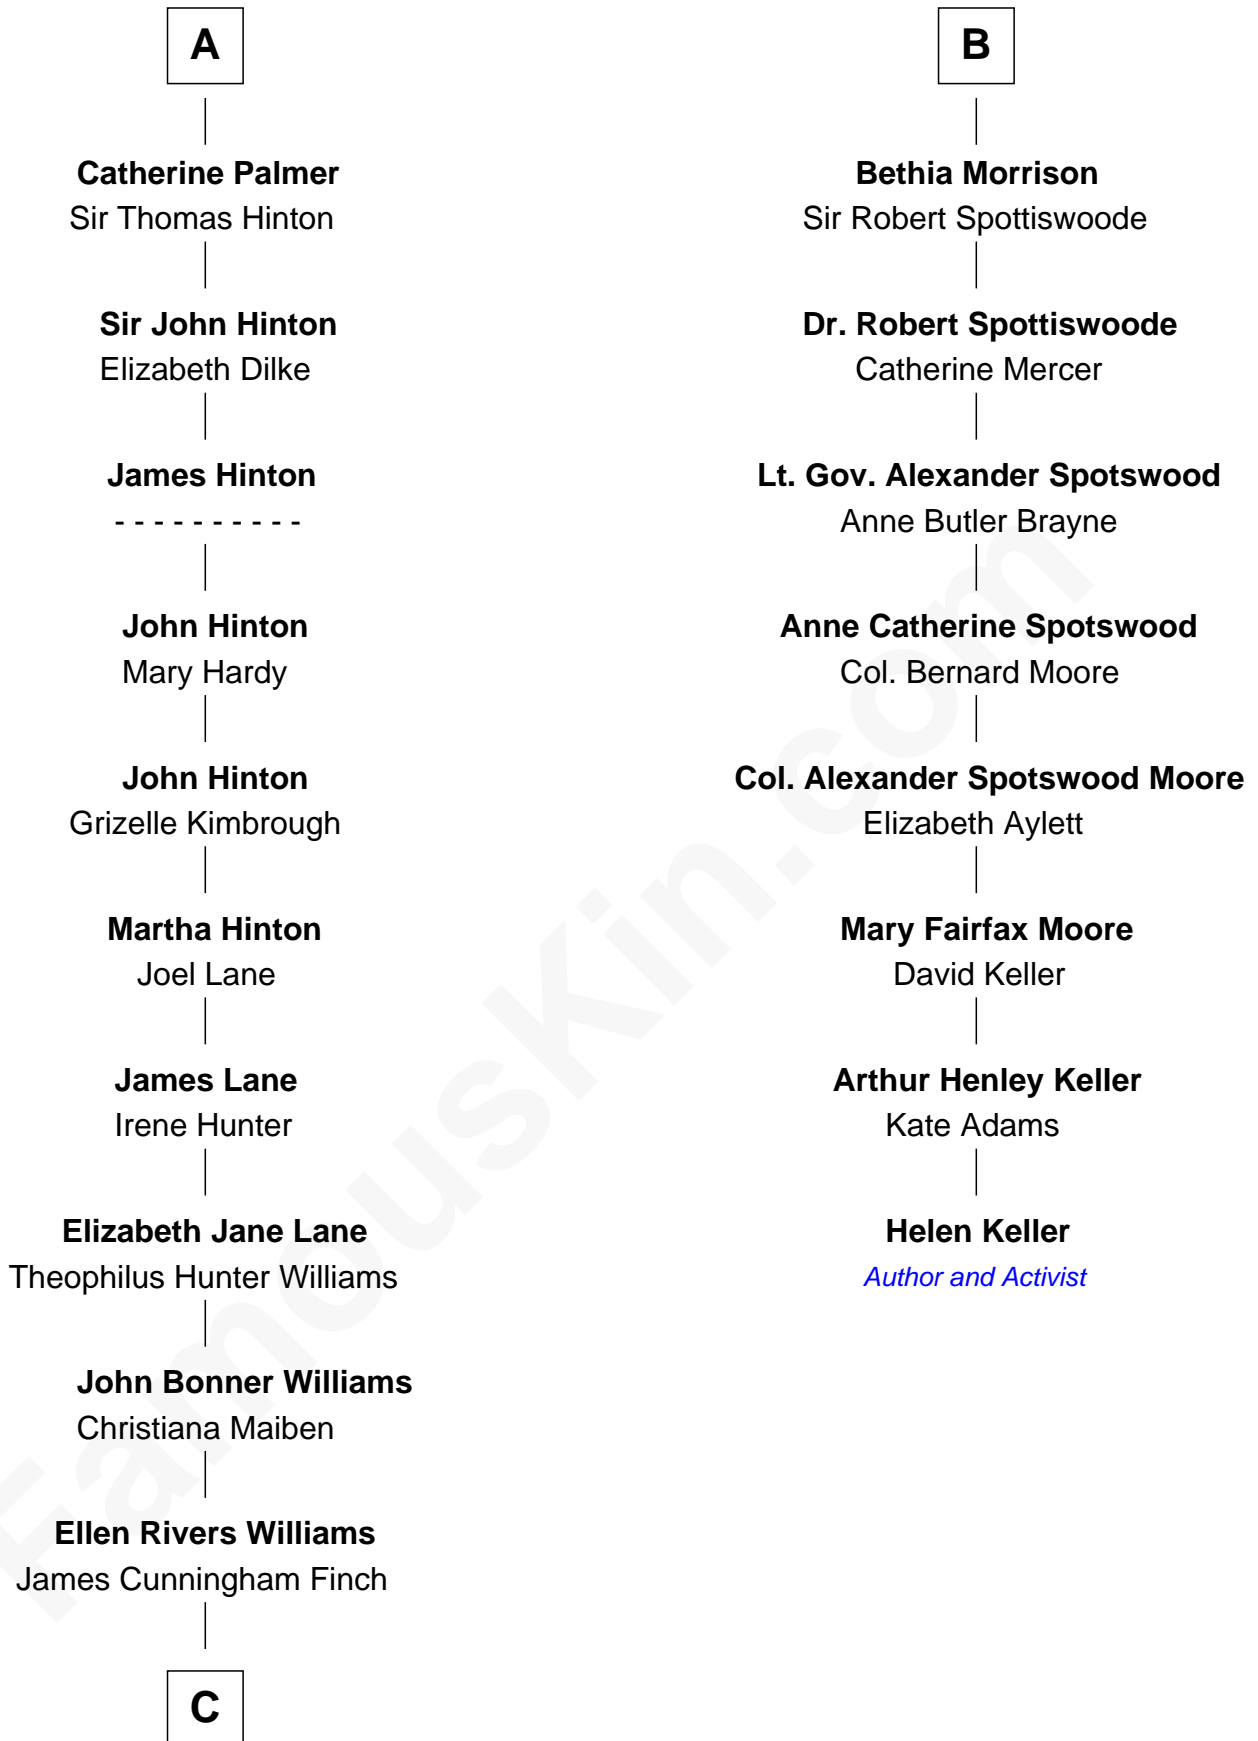 A
Catherine Palmer
Sir Thomas Hinton
Sir John Hinton
Elizabeth Dilke
James Hinton
- - - - - - - - - -
John Hinton
Mary Hardy
John Hinton
Grizelle Kimbrough
Martha Hinton
Joel Lane
James Lane
Irene Hunter
Elizabeth Jane Lane
Theophilus Hunter Williams
John Bonner Williams
Christiana Maiben
Ellen Rivers Williams
James Cunningham Finch
C
B
Bethia Morrison
Sir Robert Spottiswoode
Dr. Robert Spottiswoode
Catherine Mercer
Lt. Gov. Alexander Spotswood
Anne Butler Brayne
Anne Catherine Spotswood
Col. Bernard Moore
Col. Alexander Spotswood Moore
Elizabeth Aylett
Mary Fairfax Moore
David Keller
Arthur Henley Keller
Kate Adams
Helen Keller
Author and Activist
FamousKin.com